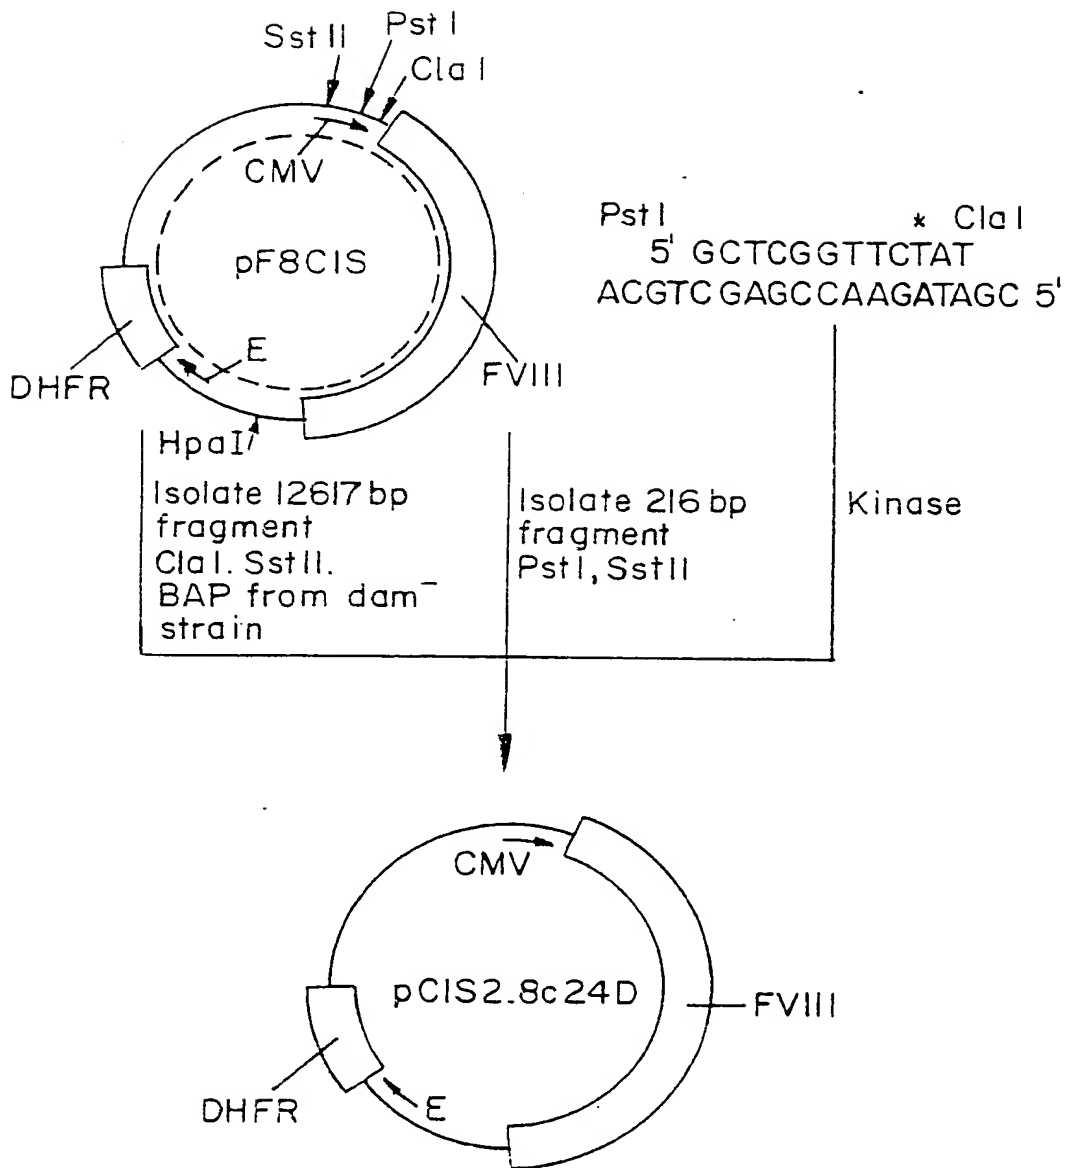 Sst II
Pst I
Cla I
CMV
pF8CIS
E
DHFR
FVIII
HpaI
Pst I * Cla I
5' GCTCGGTTCTAT
ACGTCGAGCCAAGATAGC 5'
Isolate 12617 bp
fragment
Cla I. Sst II.
BAP from dam⁻
strain
Isolate 216 bp
fragment
Pst I, Sst II
Kinase
CMV
pCIS2.8c24D
FVIII
DHFR
E